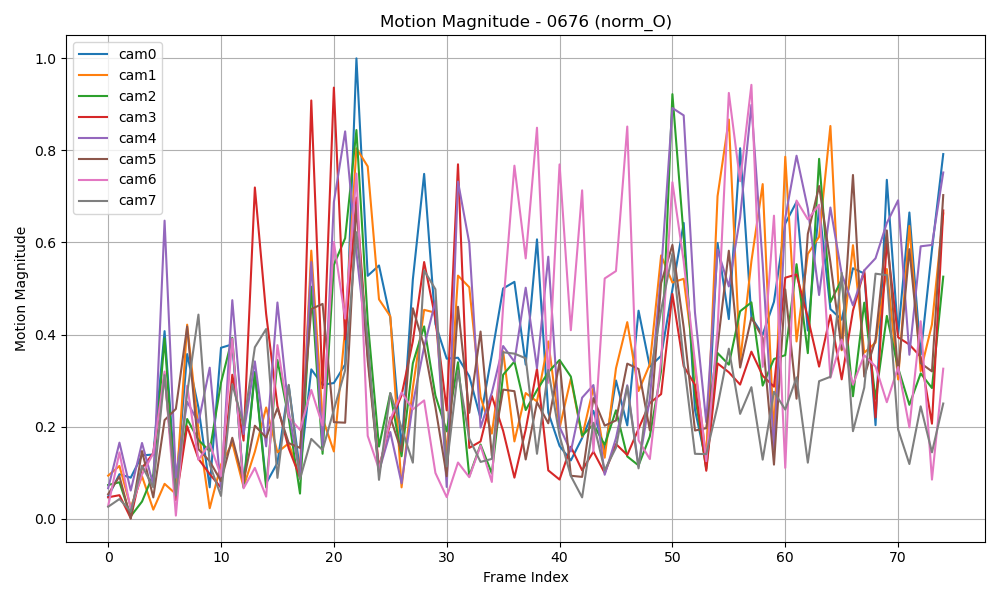 Motion Magnitude - 0676 (norm_O)
cam0
cam1
cam2
cam3
cam4
cam5
cam6
cam7
Motion Magnitude
1.0
0.8
0.6
0.4
0.2
0.0
0 10 20 30 40 50 60 70
Frame Index